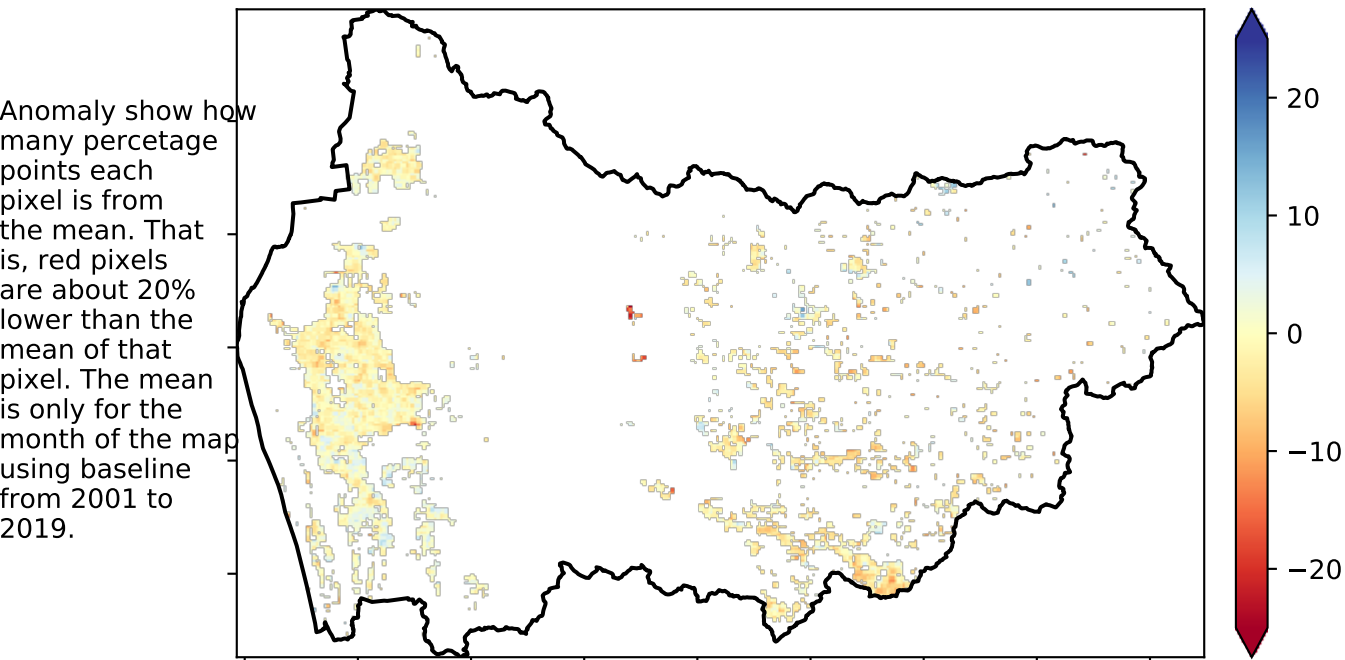 Anomaly show how
many percetage
points each
pixel is from
the mean. That
is, red pixels
are about 20%
lower than the
mean of that
pixel. The mean
is only for the
month of the map
using baseline
from 2001 to
2019.
20
10
0
−10
−20